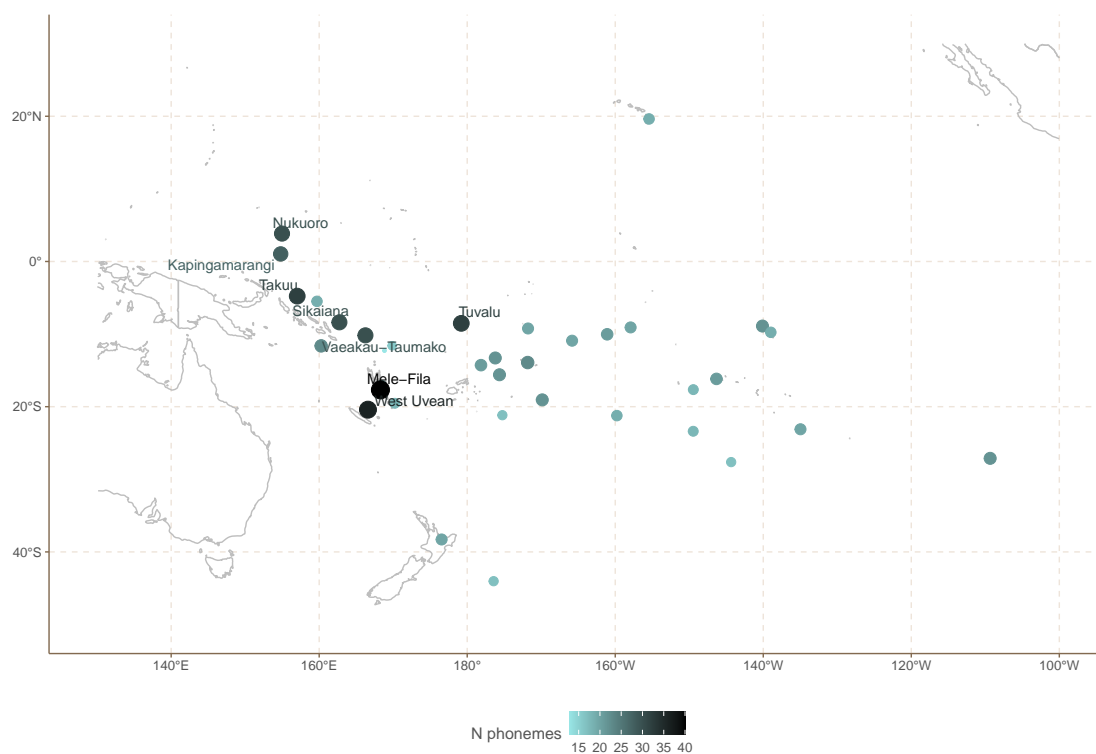 20°N
Nukuoro
0°
Kapingamarangi
Takuu
Sikaiana
Tuvalu
Vaeakau−Taumako
Mele−Fila
20°S
West Uvean
40°S
140°E 160°E 180° 160°W 140°W 120°W 100°W
N phonemes
15 20 25 30 35 40